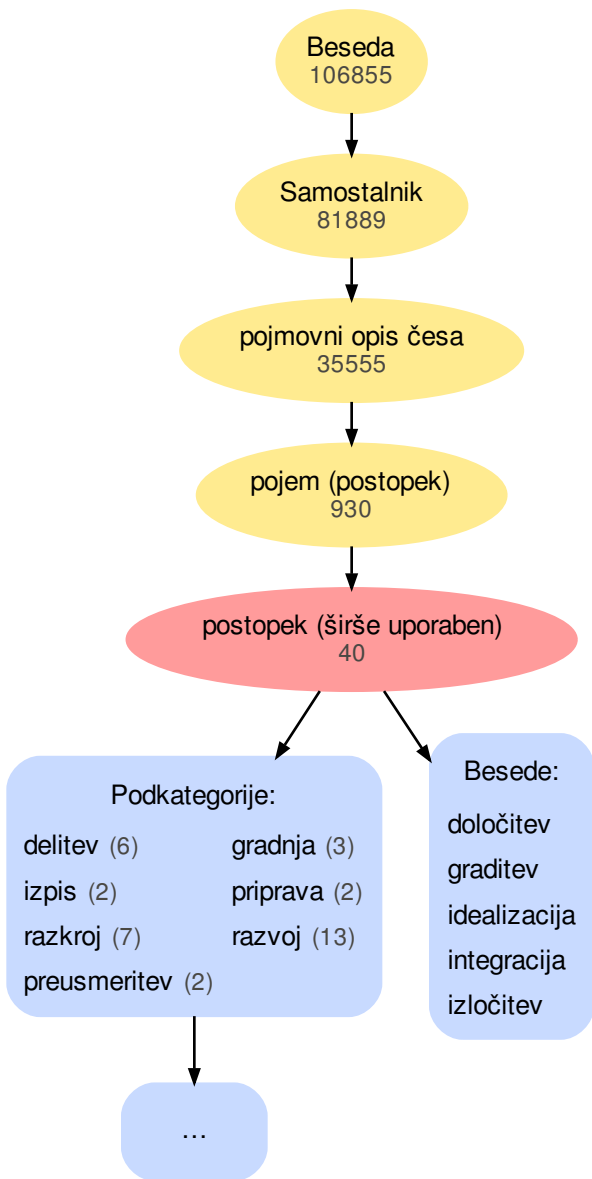 Beseda
106855
Samostalnik
81889
pojmovni opis česa
35555
pojem (postopek)
930
postopek (širše uporaben)
40
Podkategorije:
delitev (6) gradnja (3)
izpis (2) priprava (2)
razkroj (7) razvoj (13)
preusmeritev (2)
Besede:
določitev
graditev
idealizacija
integracija
izločitev
...